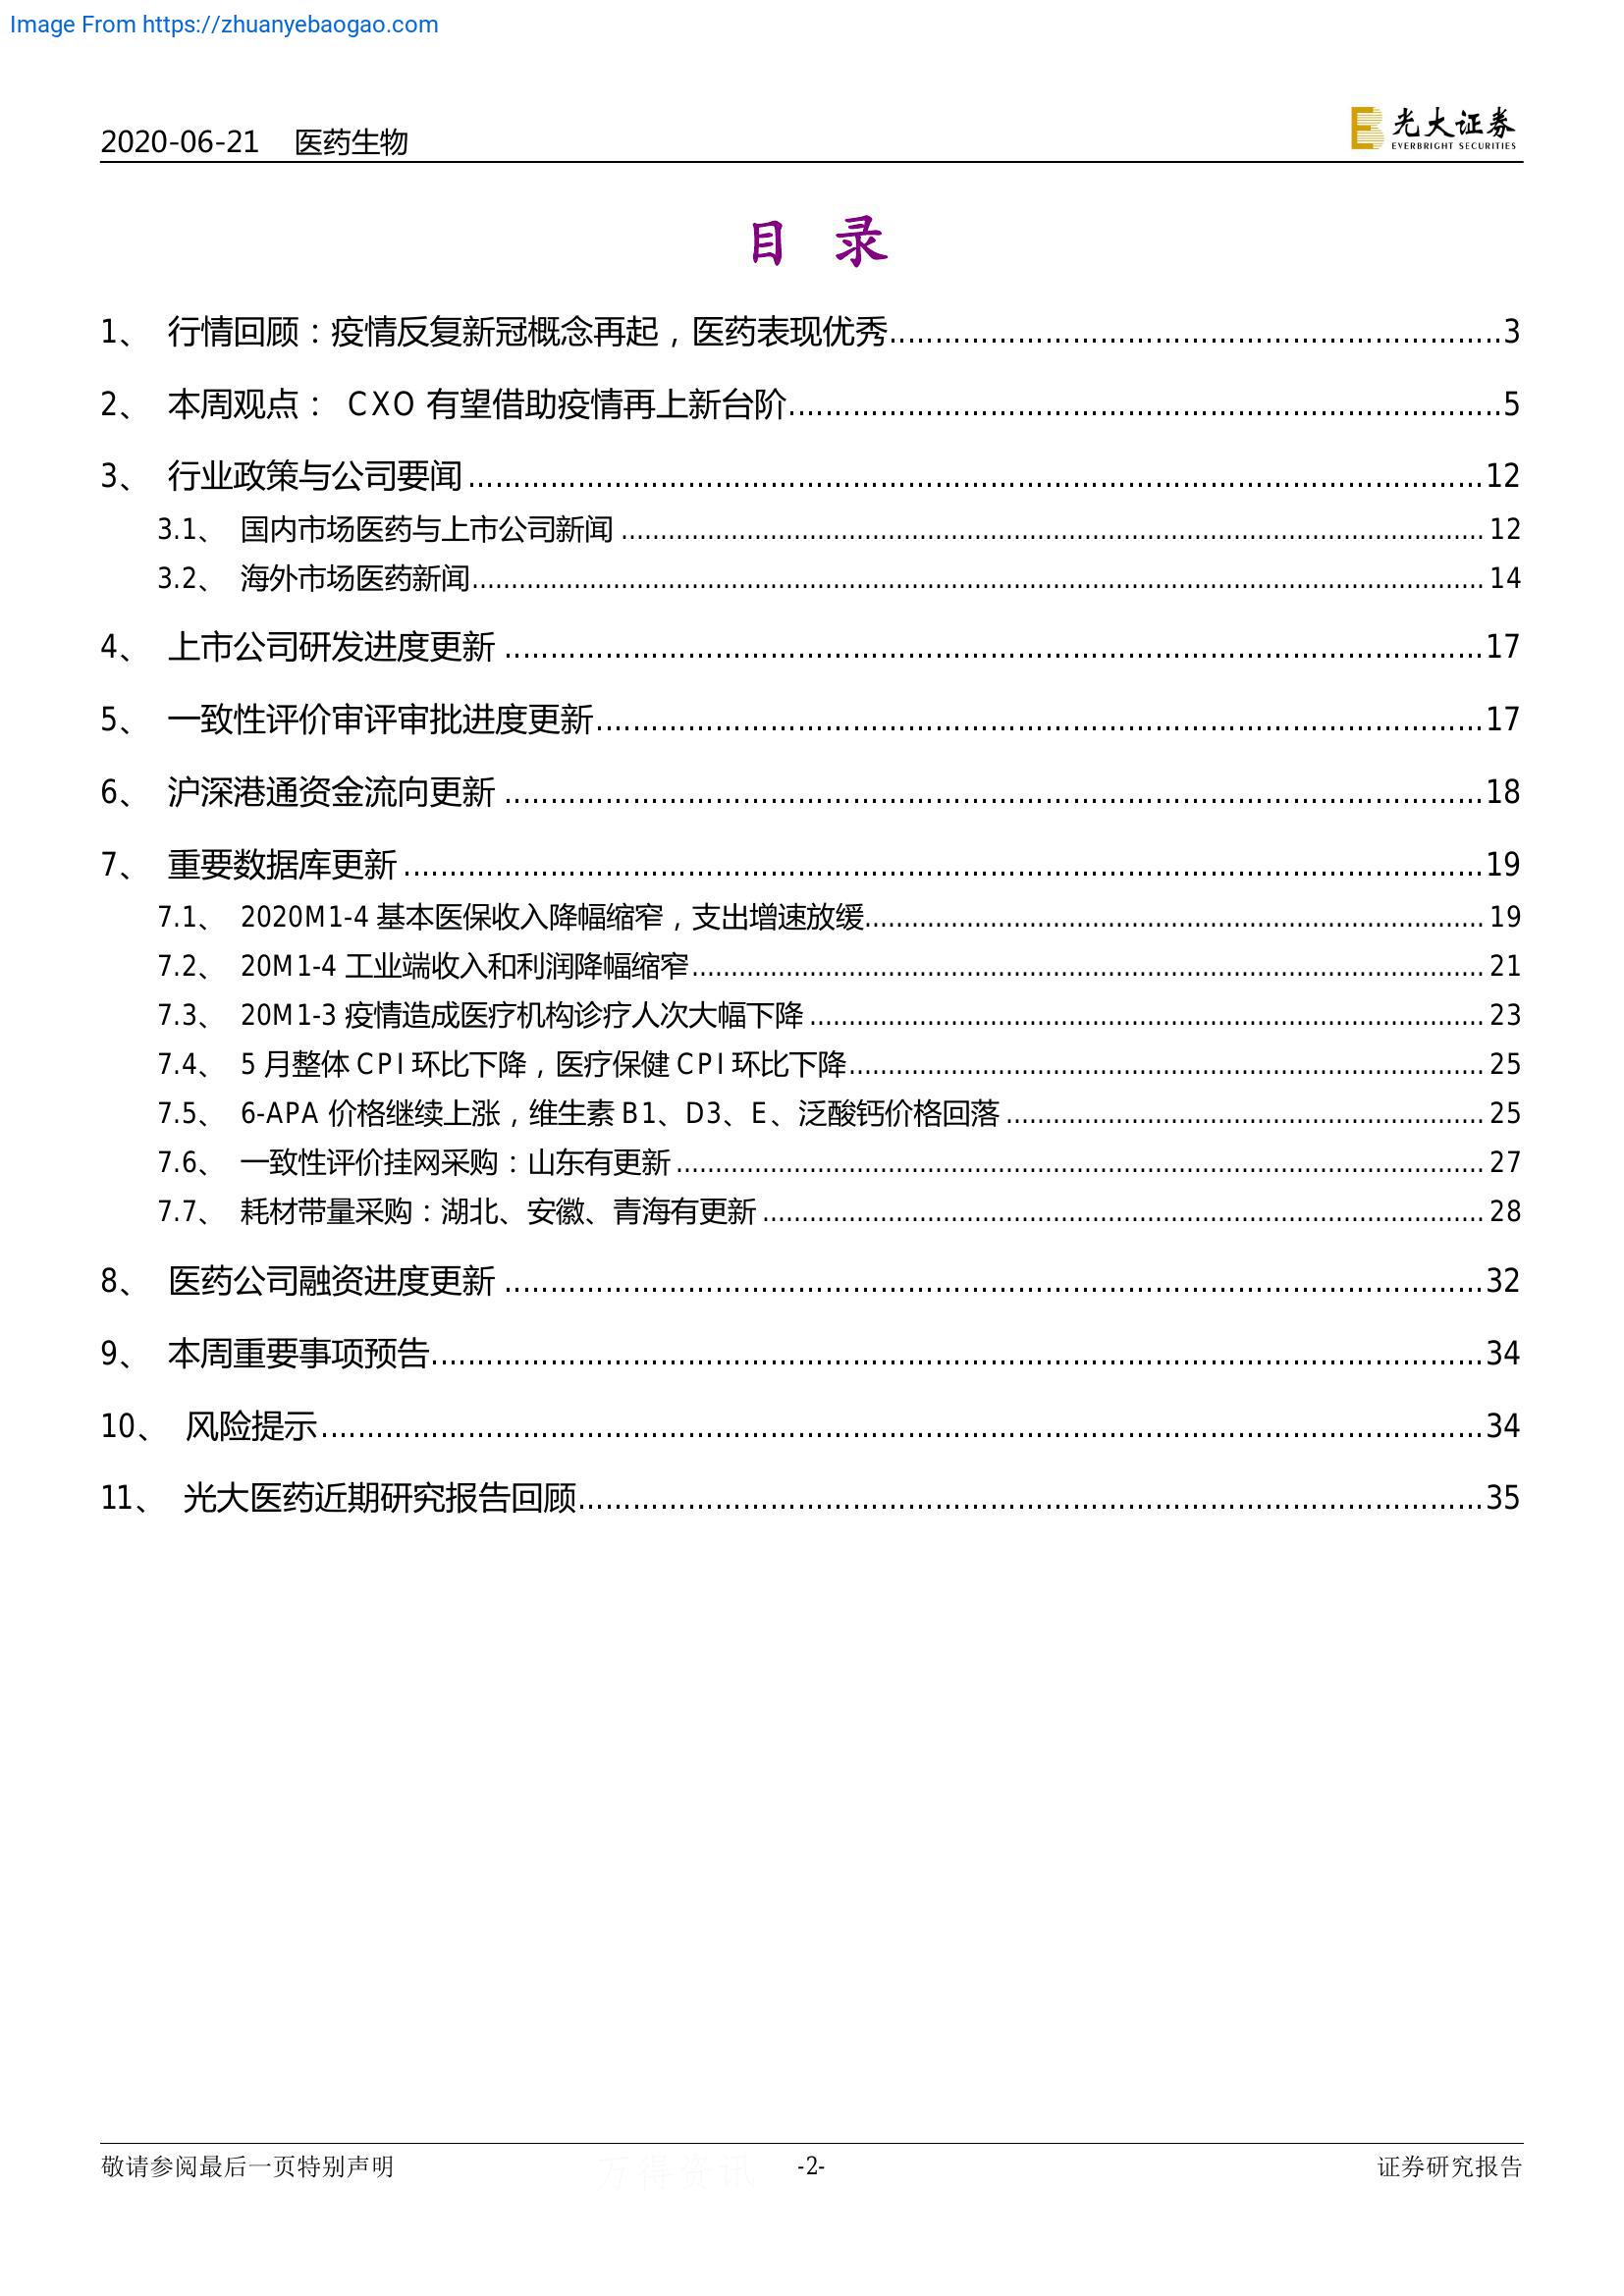 Image From https://zhuanyebaogao.com
2020-06-21 医药生物
光大证券
EVERBRIGHT SECURITIES
目 录
1、 行情回顾：疫情反复新冠概念再起，医药表现优秀 3
2、 本周观点： CXO 有望借助疫情再上新台阶 5
3、 行业政策与公司要闻 12
3.1、 国内市场医药与上市公司新闻 12
3.2、 海外市场医药新闻 14
4、 上市公司研发进度更新 17
5、 一致性评价审评审批进度更新 17
6、 沪深港通资金流向更新 18
7、 重要数据库更新 19
7.1、 2020M1-4 基本医保收入降幅缩窄，支出增速放缓 19
7.2、 20M1-4 工业端收入和利润降幅缩窄 21
7.3、 20M1-3 疫情造成医疗机构诊疗人次大幅下降 23
7.4、 5 月整体 CPI 环比下降，医疗保健 CPI 环比下降 25
7.5、 6-APA 价格继续上涨，维生素 B1、D3、E、泛酸钙价格回落 25
7.6、 一致性评价挂网采购：山东有更新 27
7.7、 耗材带量采购：湖北、安徽、青海有更新 28
8、 医药公司融资进度更新 32
9、 本周重要事项预告 34
10、 风险提示 34
11、 光大医药近期研究报告回顾 35
敬请参阅最后一页特别声明 万得资讯 -2- 证券研究报告